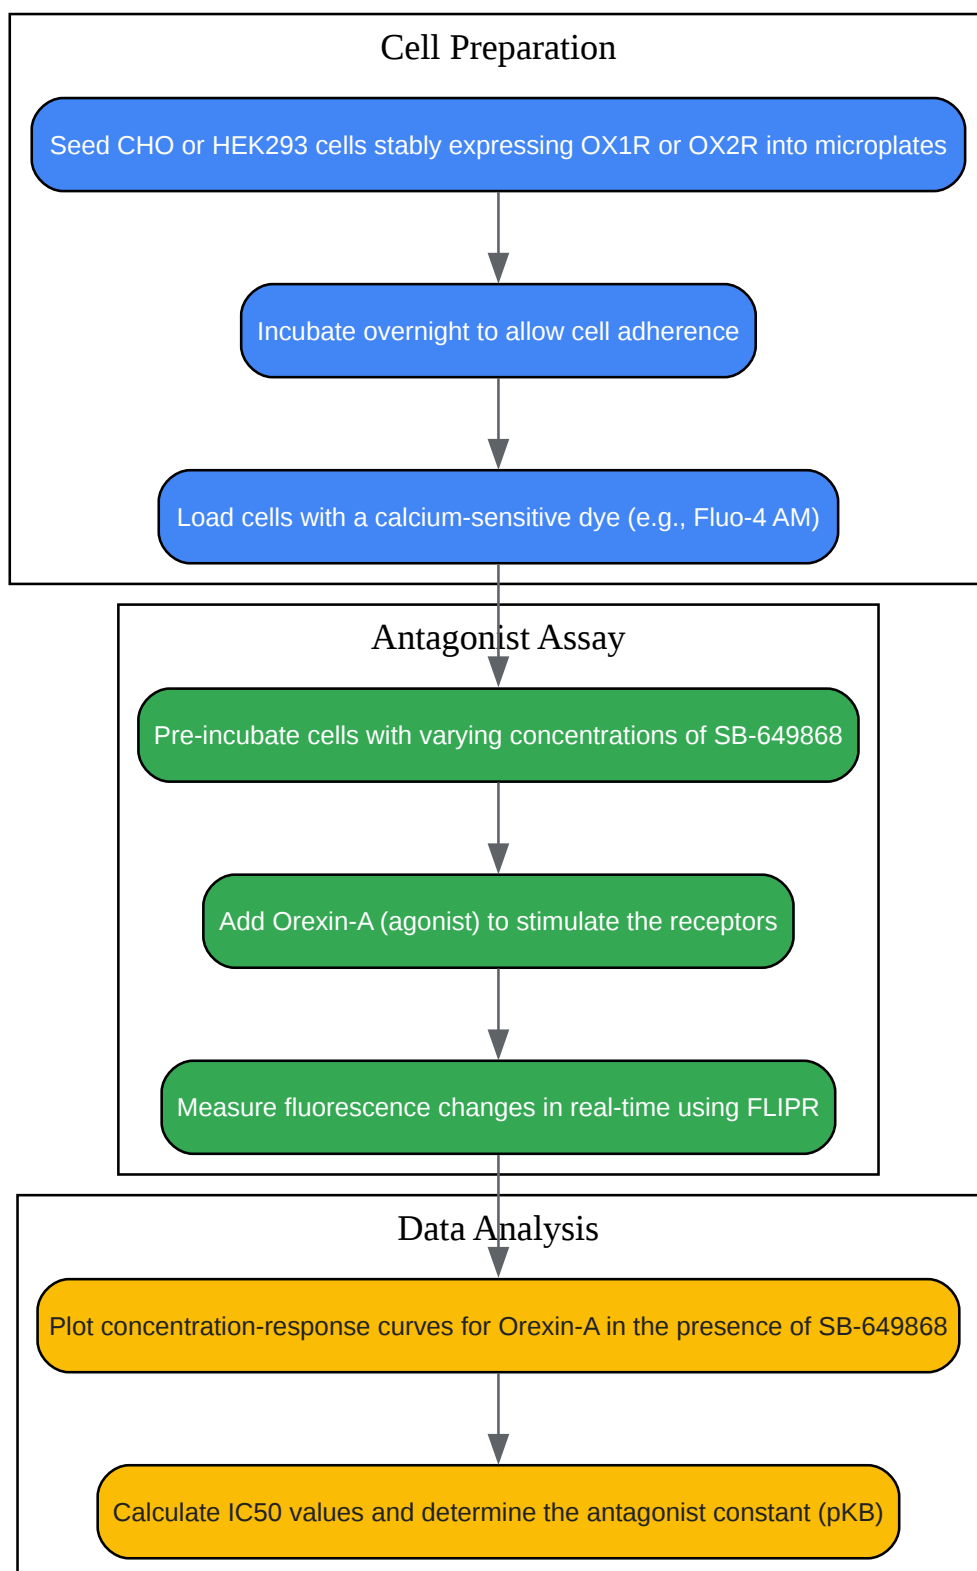 Cell Preparation
Seed CHO or HEK293 cells stably expressing OX1R or OX2R into microplates
Incubate overnight to allow cell adherence
Load cells with a calcium-sensitive dye (e.g., Fluo-4 AM)
Antagonist Assay
Pre-incubate cells with varying concentrations of SB-649868
Add Orexin-A (agonist) to stimulate the receptors
Measure fluorescence changes in real-time using FLIPR
Data Analysis
Plot concentration-response curves for Orexin-A in the presence of SB-649868
Calculate IC50 values and determine the antagonist constant (pKB)